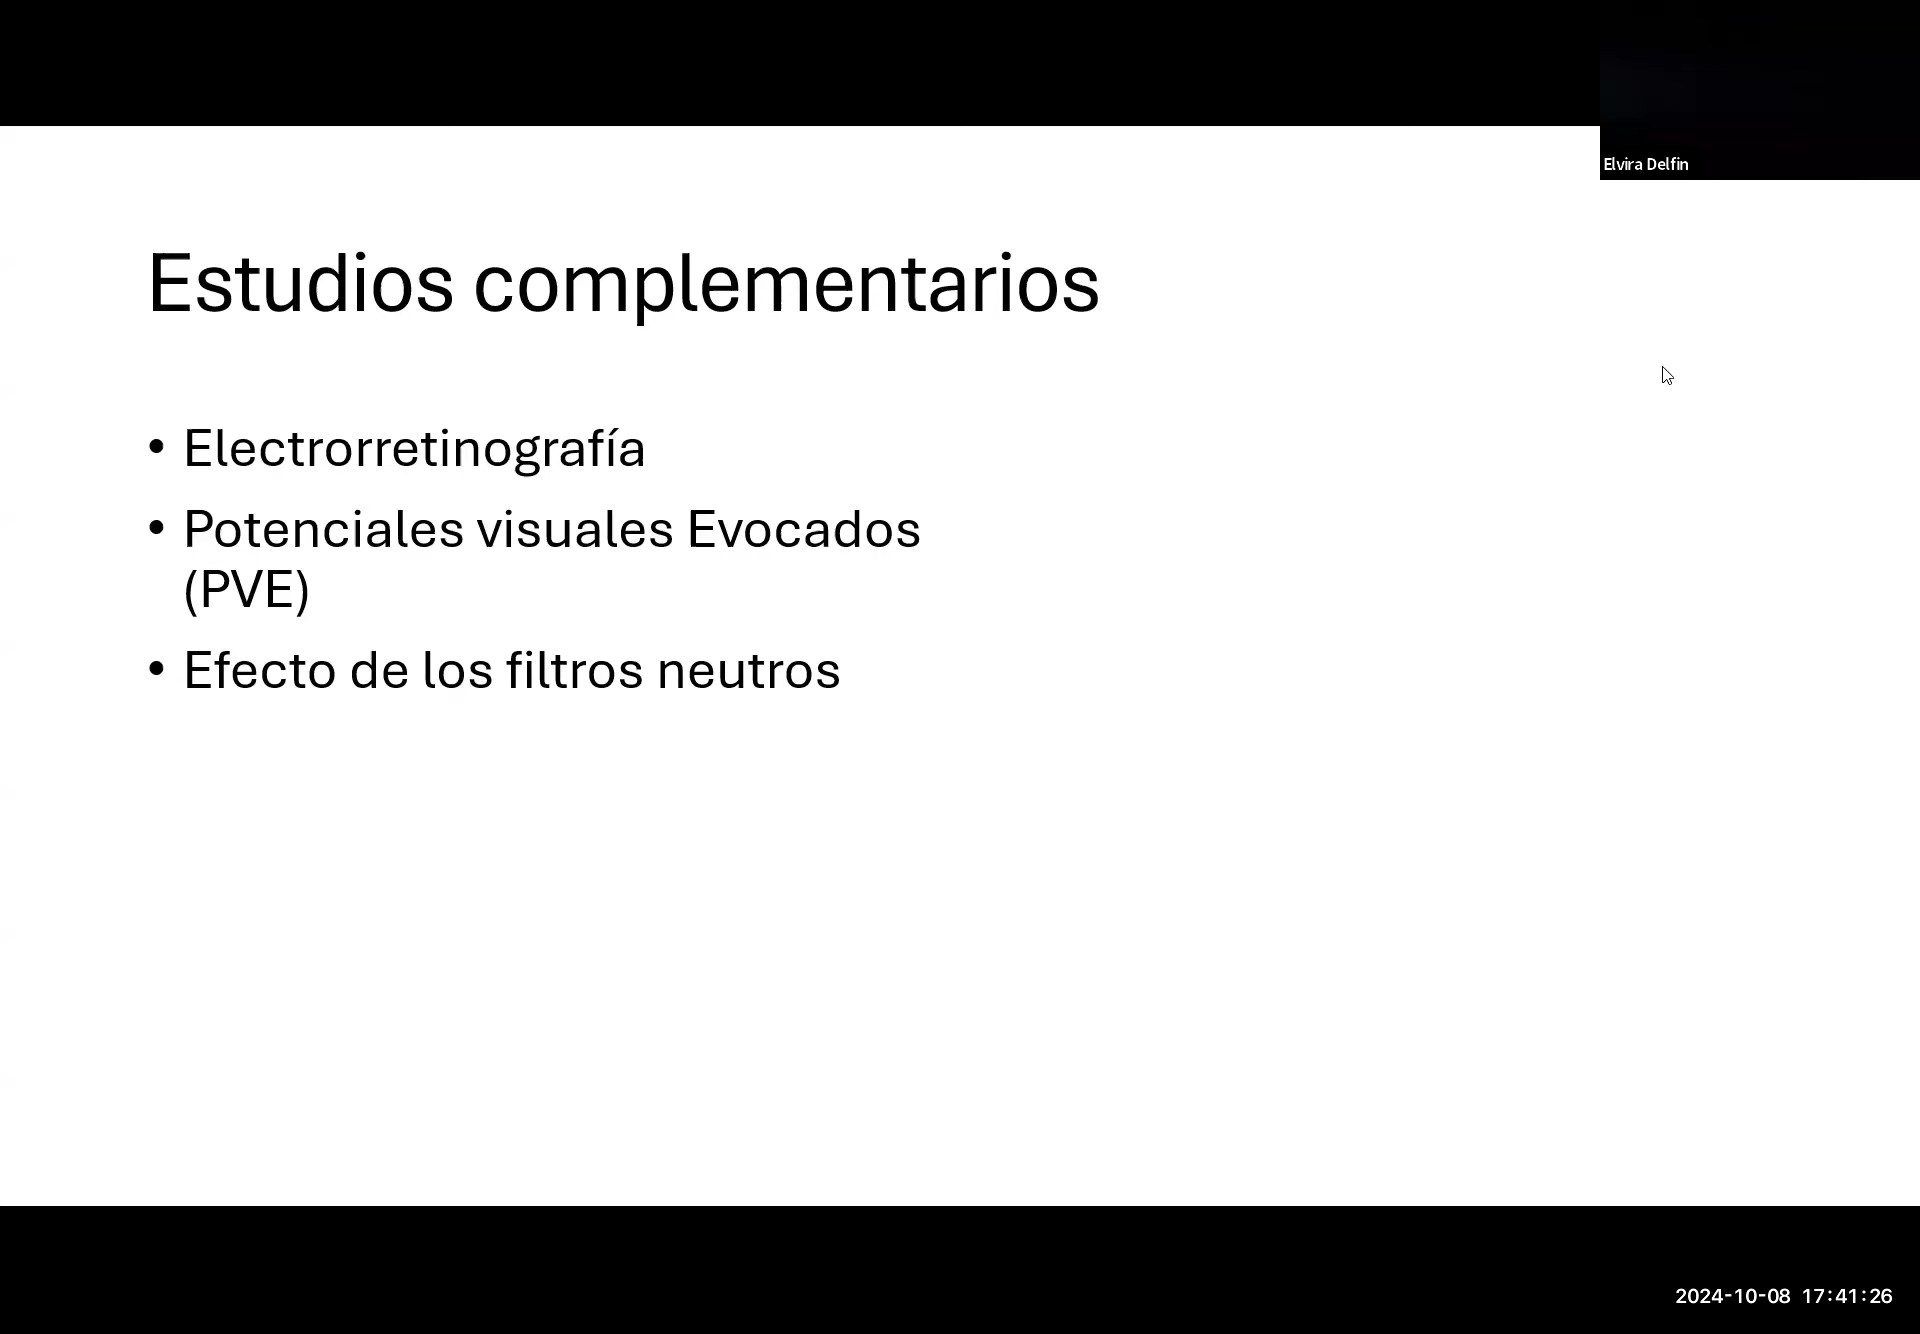 Elvira Delfin
Estudios complementarios
• Electrorretinografía
• Potenciales visuales Evocados
(PVE)
• Efecto de los filtros neutros
2024-10-08 17:41:26